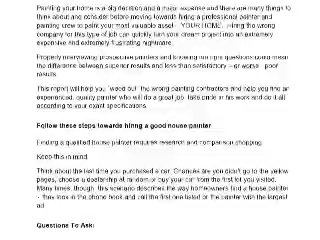 Painting your home is a big decision and a major expense and there are many things to
think about and consider before moving towards hiring a professional painter and
painting crew to paint your most valuable asset - YOUR HOME. Hiring the wrong
company for this type of job can quickly turn your dream project into an extremely
expensive and extremely frustrating nightmare.
Properly interviewing prospective painters and knowing the right questions could mean
the difference between superior results and less than satisfactory – or worse - poor
results.
This report will help you "weed out" the wrong painting contractors and help you find an
experienced, quality painter who will do a great job, take pride in his work and do it all
according to your exact specifications.
Follow these steps towards hiring a good house painter
Finding a qualified house painter requires research and comparison shopping.
Keep this in mind:
Think about the last time you purchased a car. Chances are you didn't go to the yellow
pages, choose a dealership at random or buy your car from the first lot you visited.
Many times, though, this scenario describes the way homeowners find a house painter
- they look in the phone book and call the first one listed or the painter with the largest
ad.
Questions To Ask: